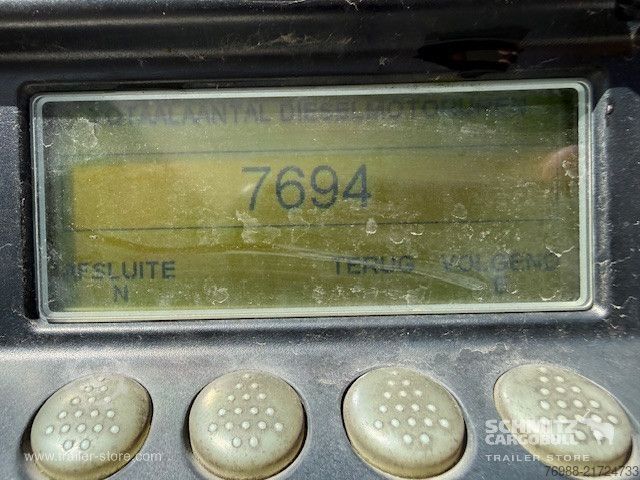 TOTAALAANTAL DIESELMOTORUREN
7694
AFSLUITE
N
TERUG
VOLGEND
E
www.trailer-store.com
SCHMITZ
CARGOBULL
TRAILER STORE
76988-21724733